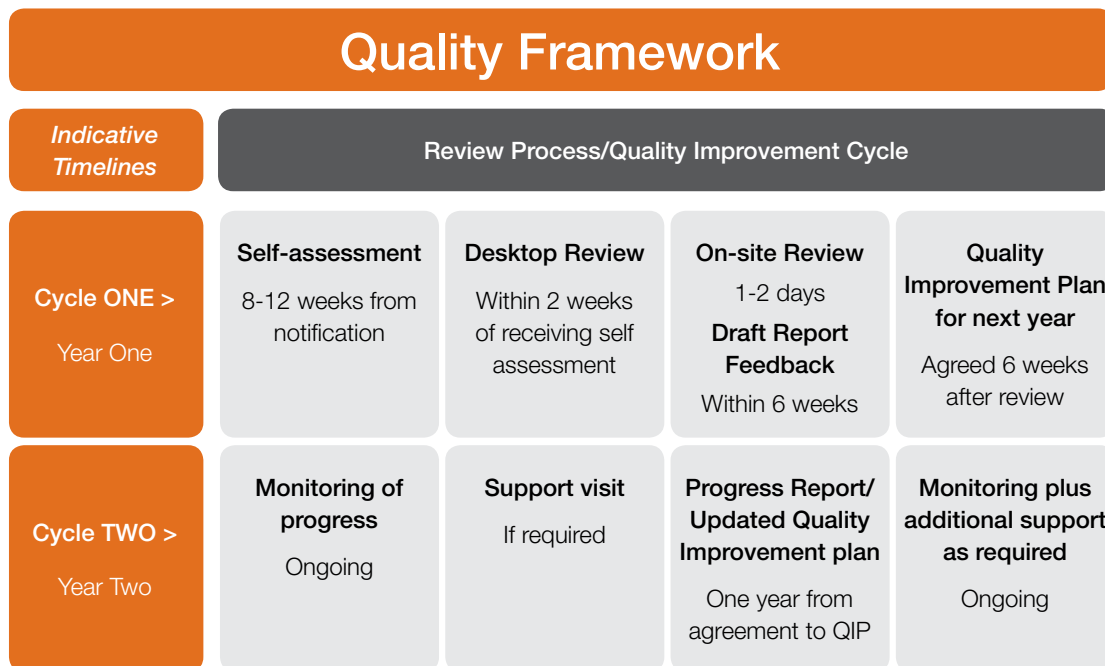 Quality Framework
Indicative
Timelines
Review Process/Quality Improvement Cycle
Cycle ONE >
Year One
Self-assessment
8-12 weeks from
notification
Desktop Review
Within 2 weeks
of receiving self
assessment
On-site Review
1-2 days
Draft Report
Feedback
Within 6 weeks
Quality
Improvement Plan
for next year
Agreed 6 weeks
after review
Cycle TWO >
Year Two
Monitoring of
progress
Ongoing
Support visit
If required
Progress Report/
Updated Quality
Improvement plan
One year from
agreement to QIP
Monitoring plus
additional support
as required
Ongoing